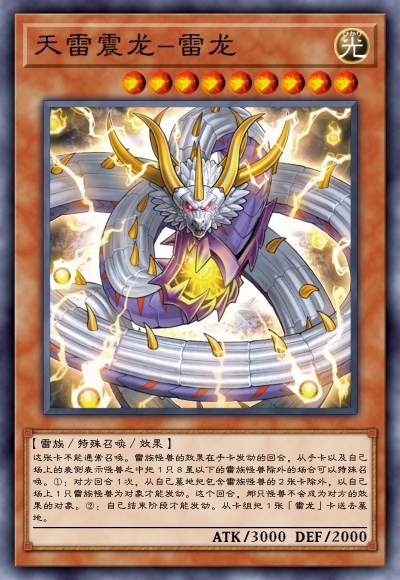 天雷震龙-雷龙
光
ひかり
【雷族/特殊召唤/效果】
这张卡不能通常召唤。雷族怪兽的效果在手卡发动的回合,从手卡以及自己
场上的表侧表示怪兽之中把1只8星以下的雷族怪兽除外的场合可以特殊召
唤。①:对方回合1次,从自己墓地把包含雷族怪兽的2张卡除外,以自己
场上1只雷族怪兽为对象才能发动。这个回合,那只怪兽不会成为对方的效
果的对象。②:自己结束阶段才能发动。从卡组把1张「雷龙」卡送去墓
地。
ATK/3000 DEF/2000